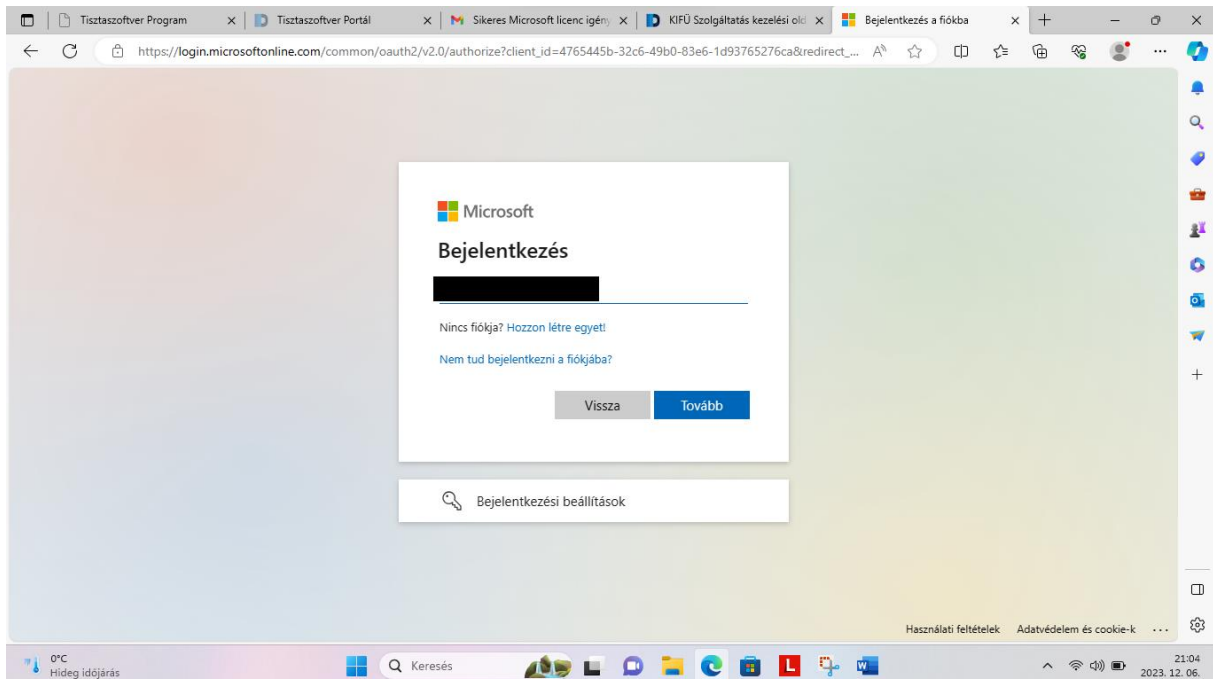 Tisztaszoftver Program
Tisztaszoftver Portál
Sikeres Microsoft licenc igény
KIFÜ Szolgáltatás kezelési old
Bejelentkezés a fiókba
https://login.microsoftonline.com/common/oauth2/v2.0/authorize?client_id=4765445b-32c6-49b0-83e6-1d93765276ca&redirect_...
Microsoft
Bejelentkezés
Nincs fiókja? Hozzon létre egyet!
Nem tud bejelentkezni a fiókjába?
Vissza
Tovább
Bejelentkezési beállítások
Használati feltételek
Adatvédelem és cookie-k
...
0°C
Hideg időjárás
Keresés
21:04
2023. 12. 06.